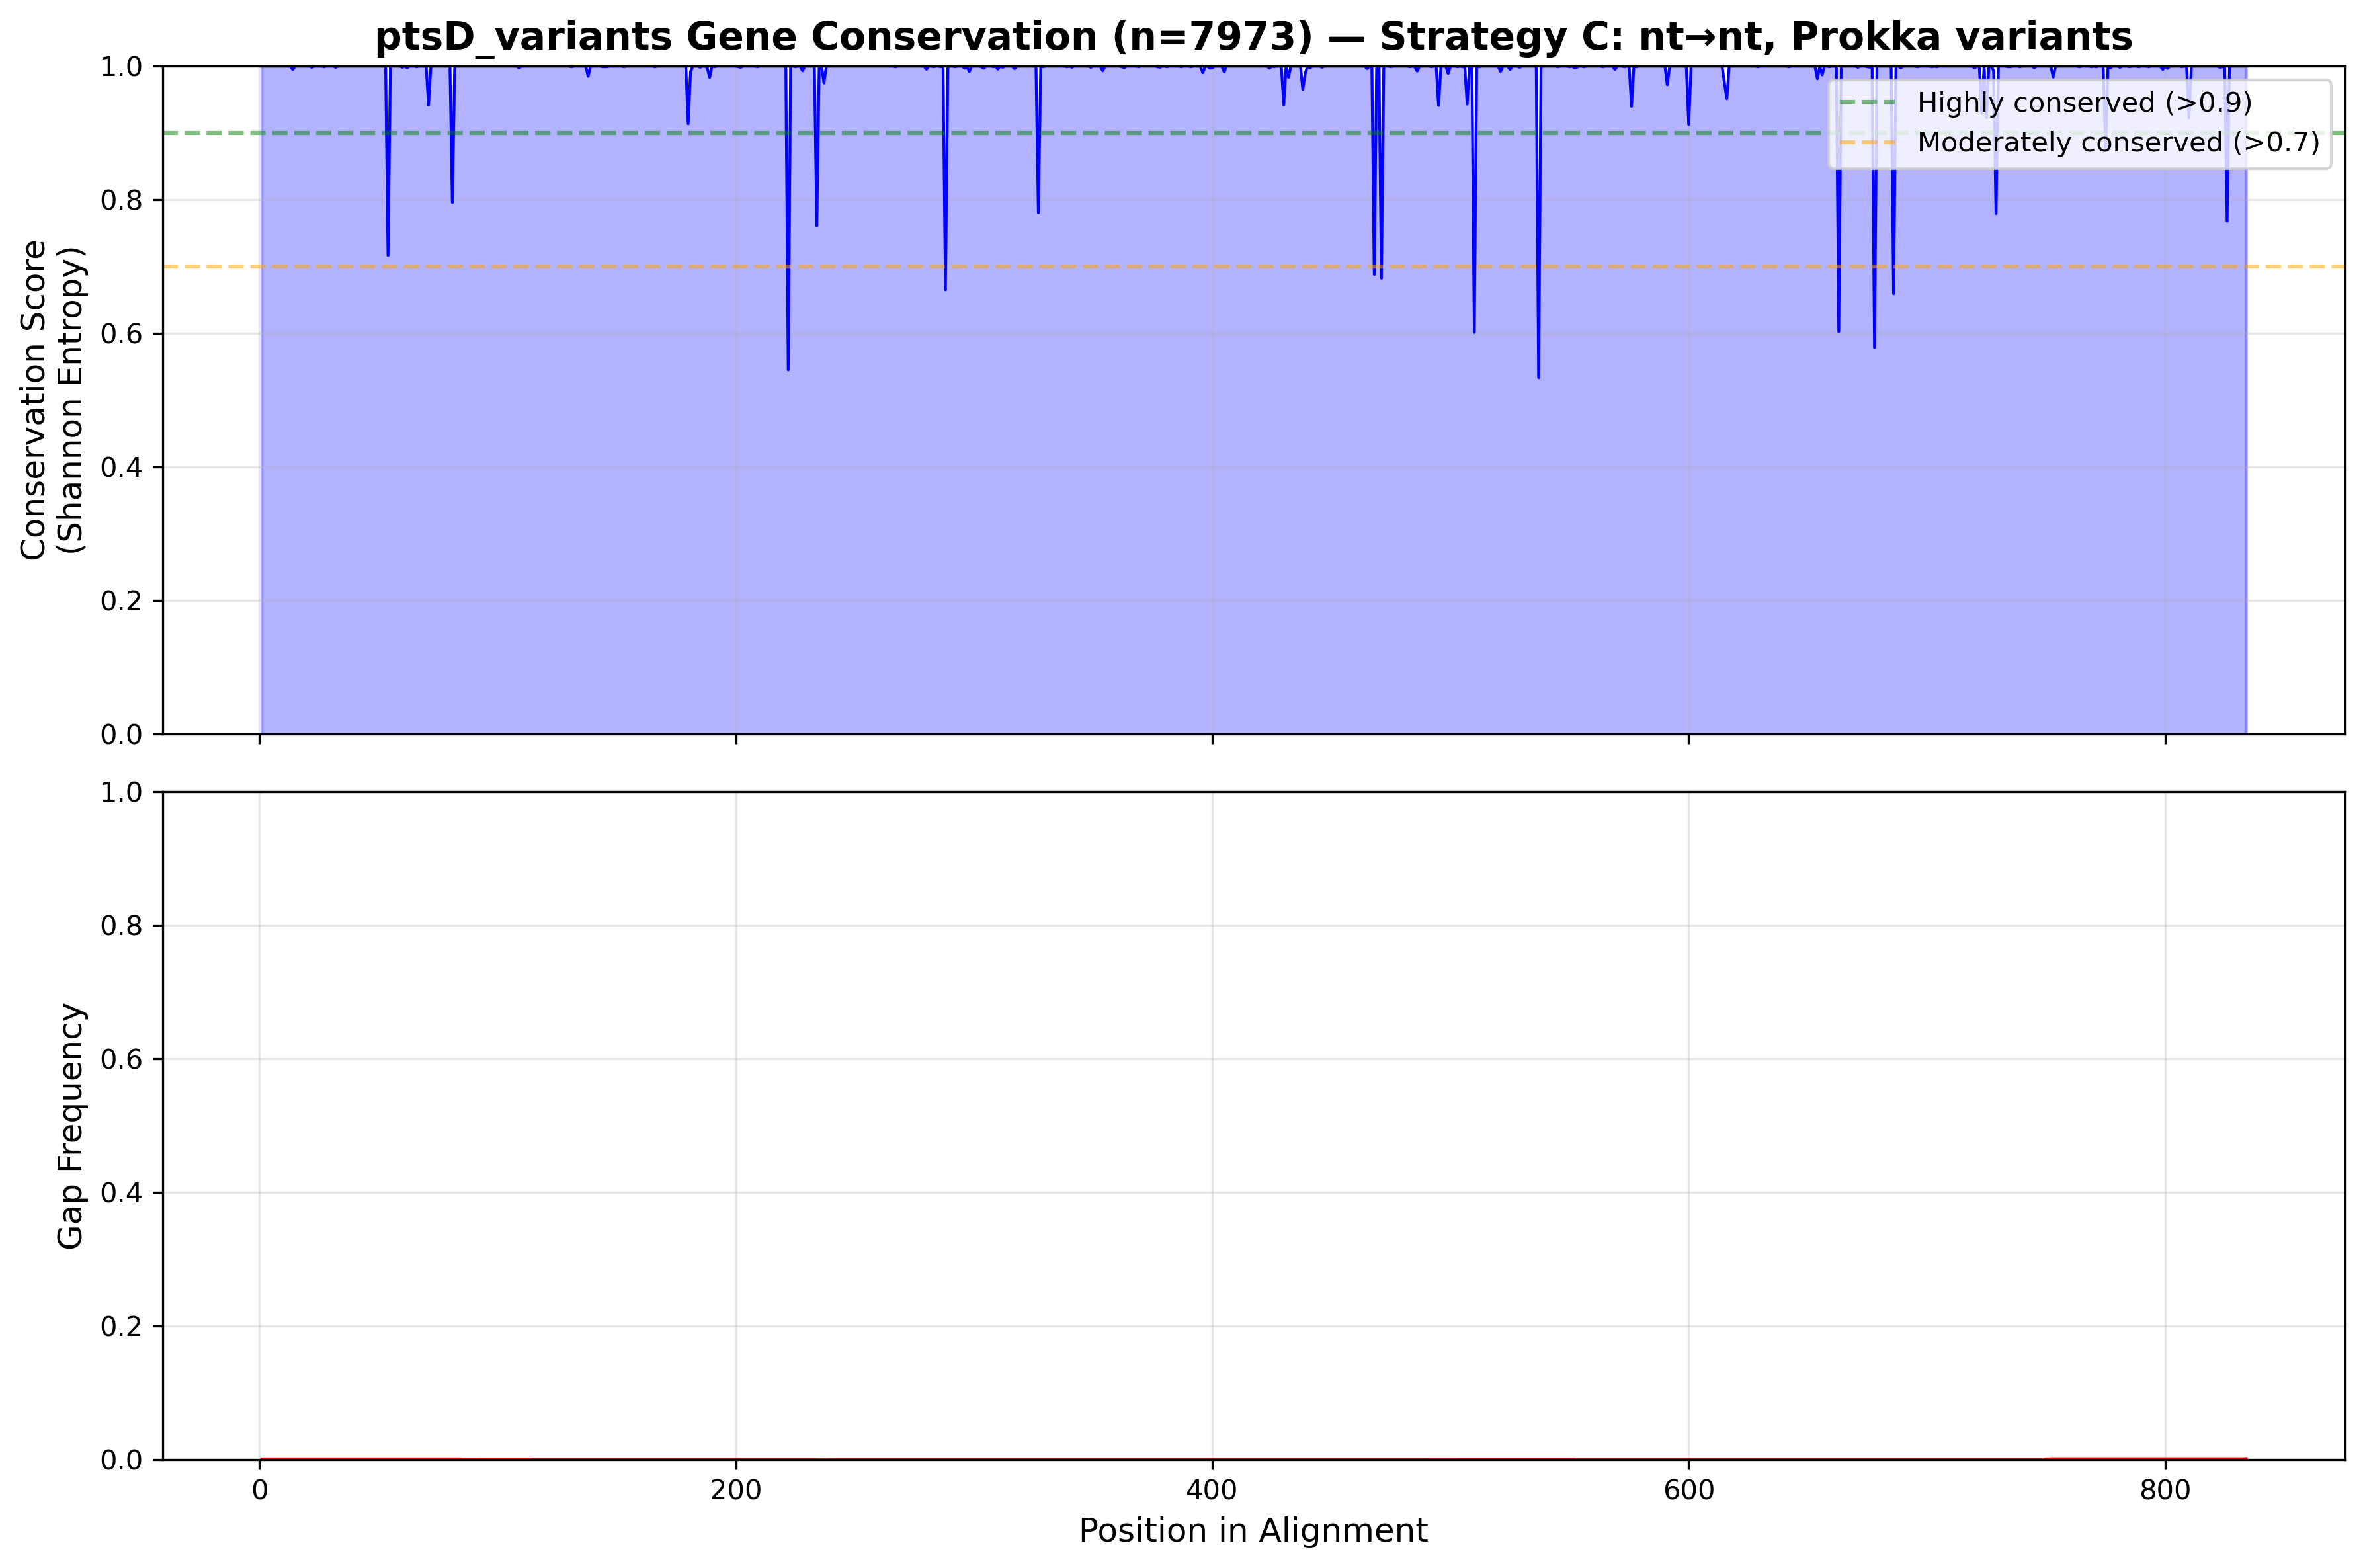 ptsD_variants Gene Conservation (n=7973) — Strategy C: nt→nt, Prokka variants
Conservation Score
(Shannon Entropy)
1.0
0.8
0.6
0.4
0.2
0.0
Highly conserved (>0.9)
Moderately conserved (>0.7)
Gap Frequency
1.0
0.8
0.6
0.4
0.2
0.0
0 200 400 600 800
Position in Alignment